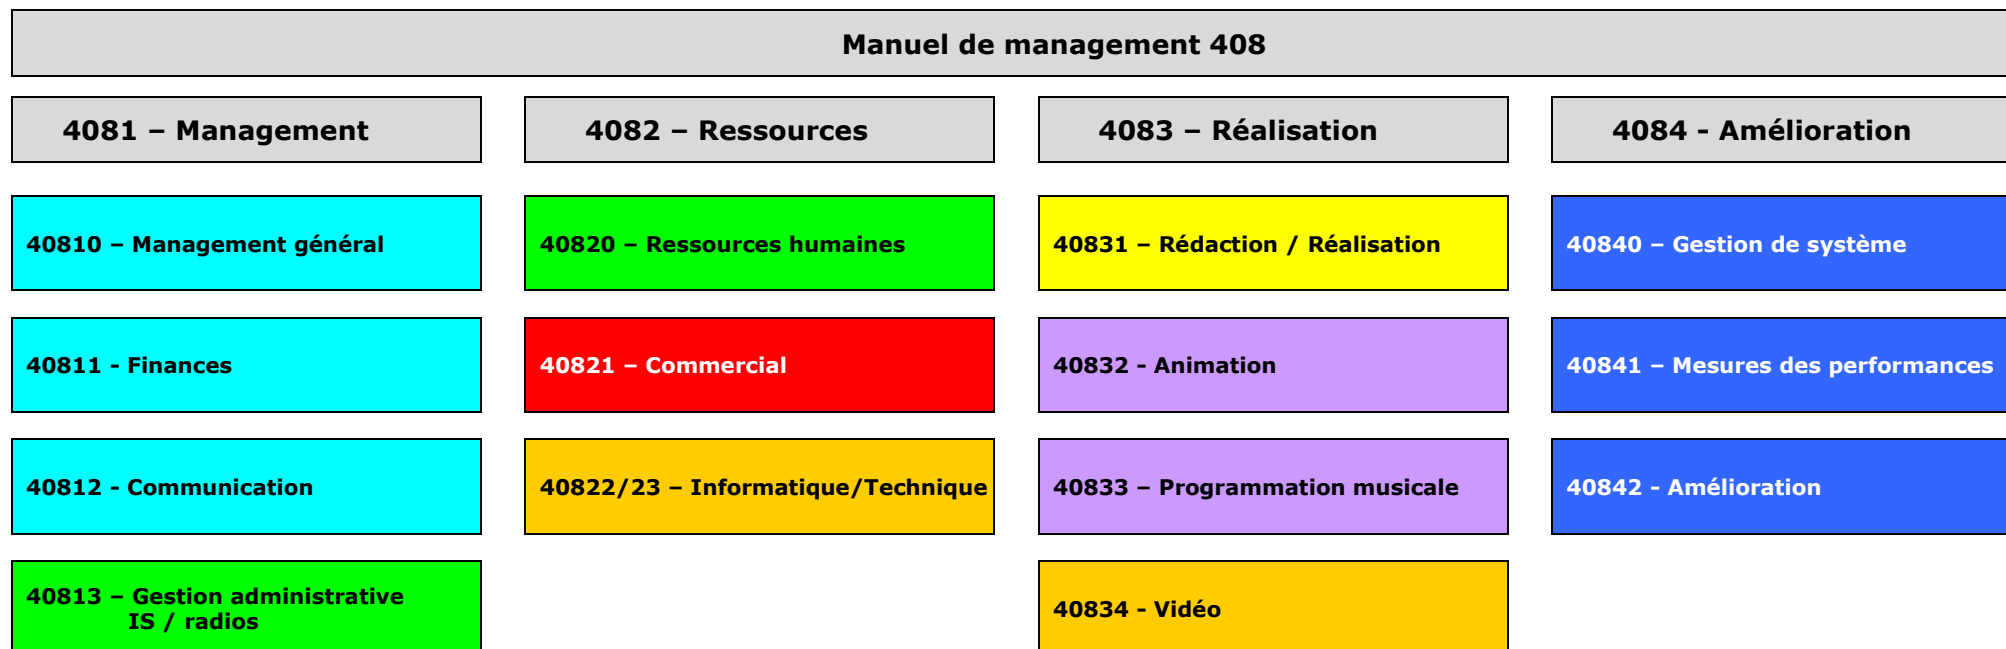 Manuel de management 408
4081 – Management
4082 – Ressources
4083 – Réalisation
4084 - Amélioration
40810 – Management général
40820 – Ressources humaines
40831 – Rédaction / Réalisation
40840 – Gestion de système
40811 - Finances
40821 – Commercial
40832 - Animation
40841 – Mesures des performances
40812 - Communication
40822/23 – Informatique/Technique
40833 – Programmation musicale
40842 - Amélioration
40813 – Gestion administrative
IS / radios
40834 - Vidéo